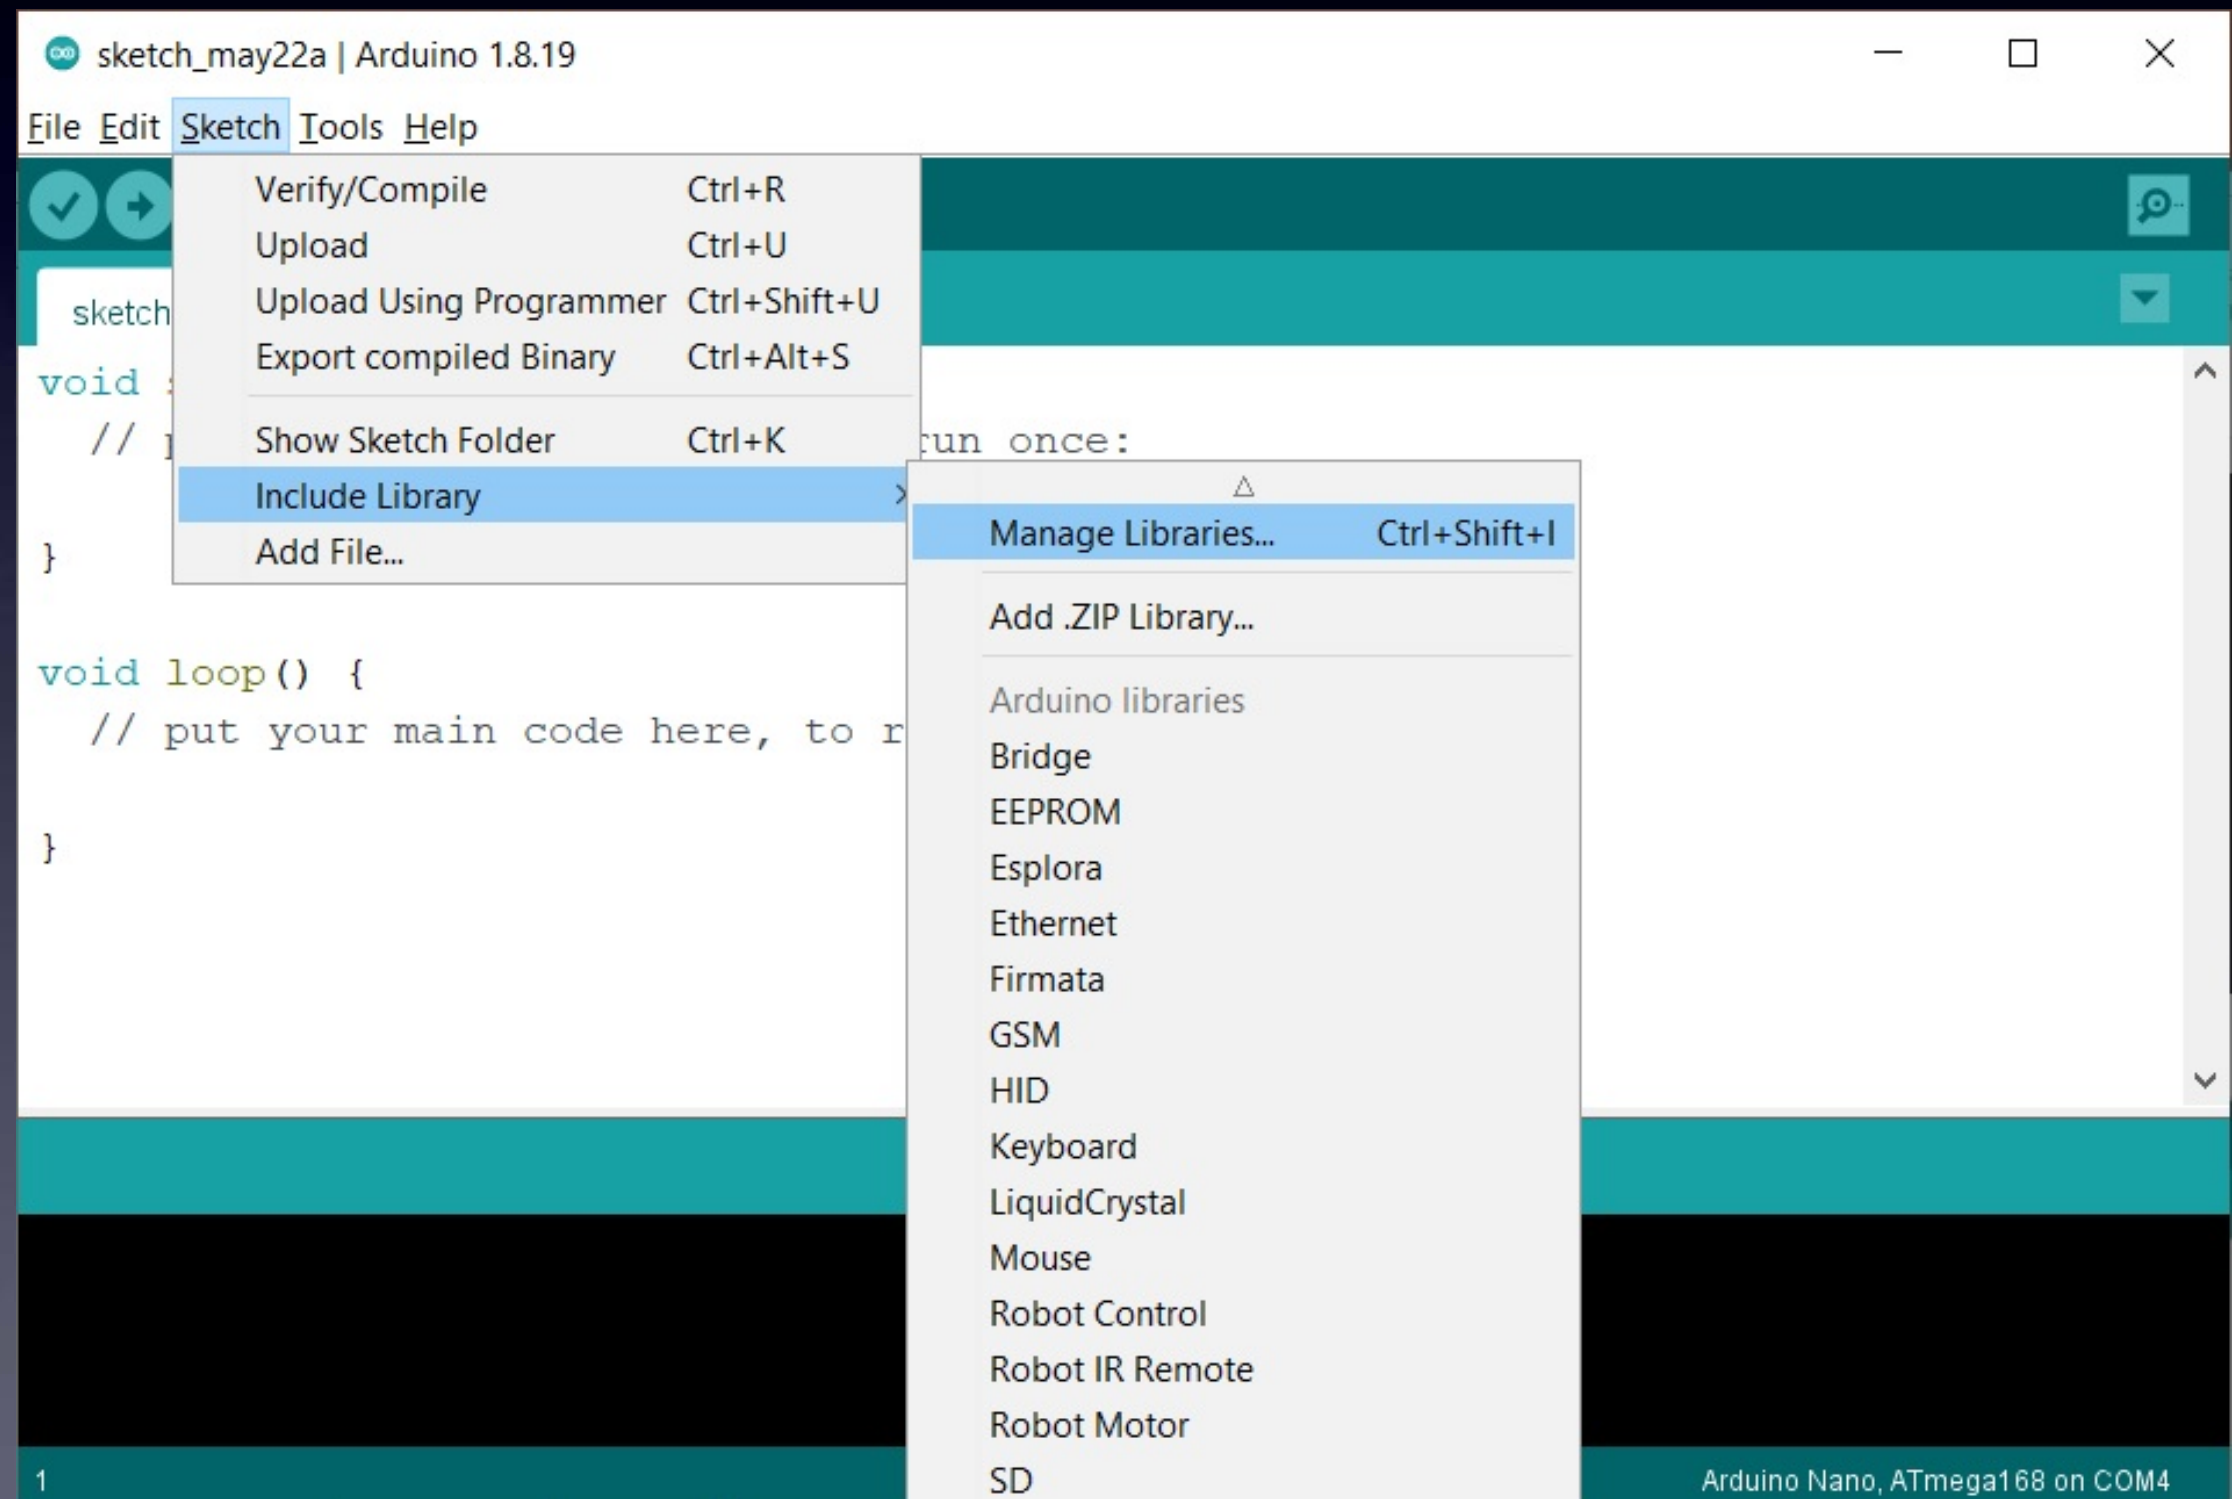 sketch_may22a | Arduino 1.8.19
File Edit Sketch Tools Help
Verify/Compile Ctrl+R
Upload Ctrl+U
Upload Using Programmer Ctrl+Shift+U
Export compiled Binary Ctrl+Alt+S
Show Sketch Folder Ctrl+K
Include Library
Add File...
sketch
void
// run once:
}
void loop() {
// put your main code here, to r
}
Manage Libraries... Ctrl+Shift+I
Add .ZIP Library...
Arduino libraries
Bridge
EEPROM
Esplora
Ethernet
Firmata
GSM
HID
Keyboard
LiquidCrystal
Mouse
Robot Control
Robot IR Remote
Robot Motor
SD
1
Arduino Nano, ATmega168 on COM4